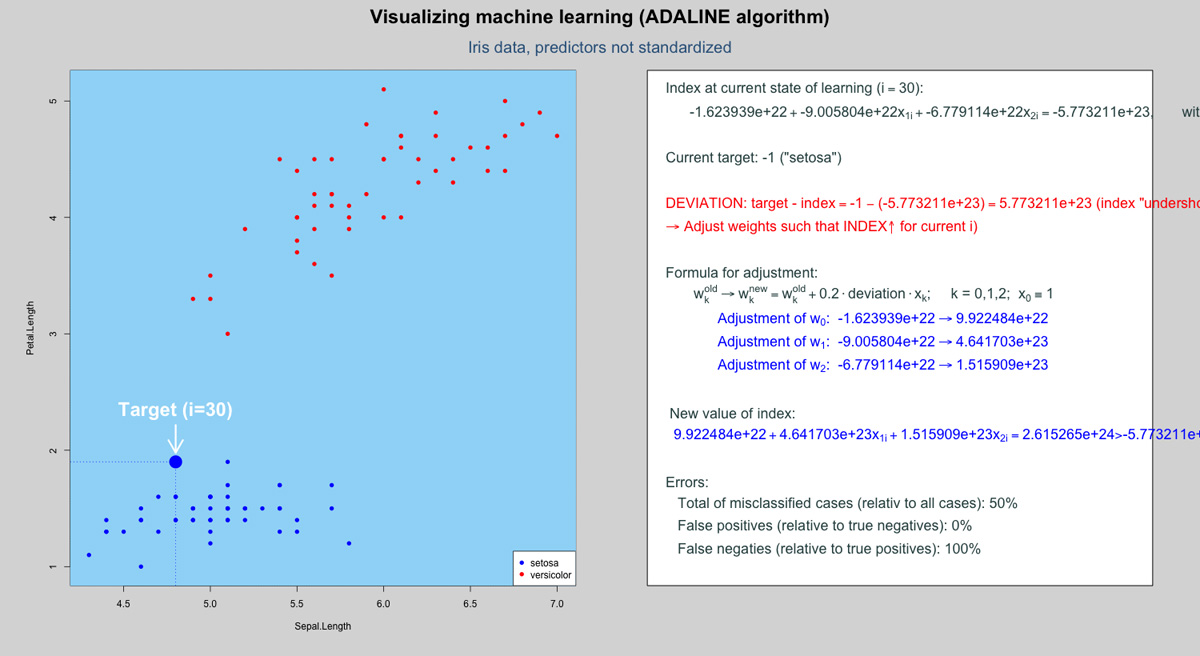 Visualizing machine learning (ADALINE algorithm)
Iris data, predictors not standardized
Petal.Length
5
4
3
2
1
Target (i=30)
setosa
versicolor
4.5 5.0 5.5 6.0 6.5 7.0
Sepal.Length
Index at current state of learning (i = 30):
-1.623939e+22 + -9.005804e+22x₁ᵢ + -6.779114e+22x₂ᵢ = -5.773211e+23, wit
Current target: -1 ("setosa")
DEVIATION: target - index = -1 − (-5.773211e+23) = 5.773211e+23 (index "undersho
→ Adjust weights such that INDEX↑ for current i)
Formula for adjustment:
wₖᵒˡᵈ → wₖⁿᵉʷ = wₖᵒˡᵈ + 0.2 · deviation · xₖ; k = 0,1,2; x₀ ≡ 1
Adjustment of w₀: -1.623939e+22 → 9.922484e+22
Adjustment of w₁: -9.005804e+22 → 4.641703e+23
Adjustment of w₂: -6.779114e+22 → 1.515909e+23
New value of index:
9.922484e+22 + 4.641703e+23x₁ᵢ + 1.515909e+23x₂ᵢ = 2.615265e+24>-5.773211e+
Errors:
Total of misclassified cases (relativ to all cases): 50%
False positives (relative to true negatives): 0%
False negaties (relative to true positives): 100%